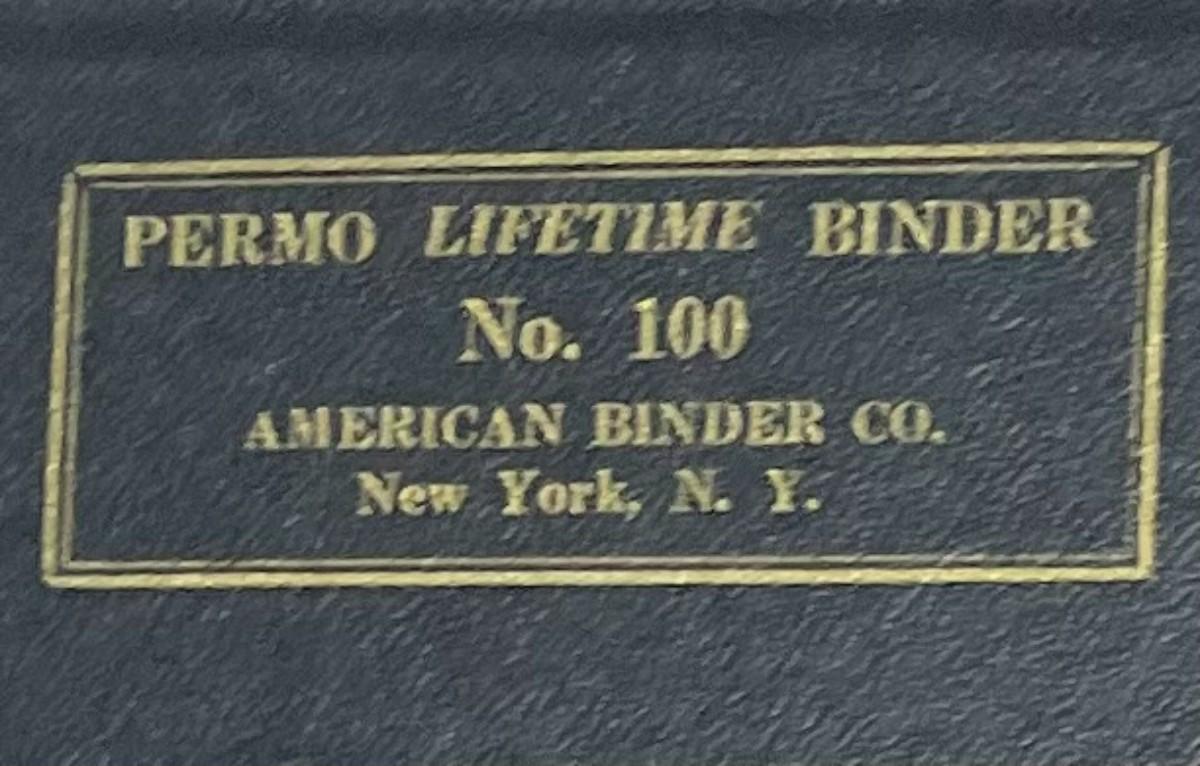 PERMO LIFETIME BINDER
No. 100
AMERICAN BINDER CO.
New York, N. Y.